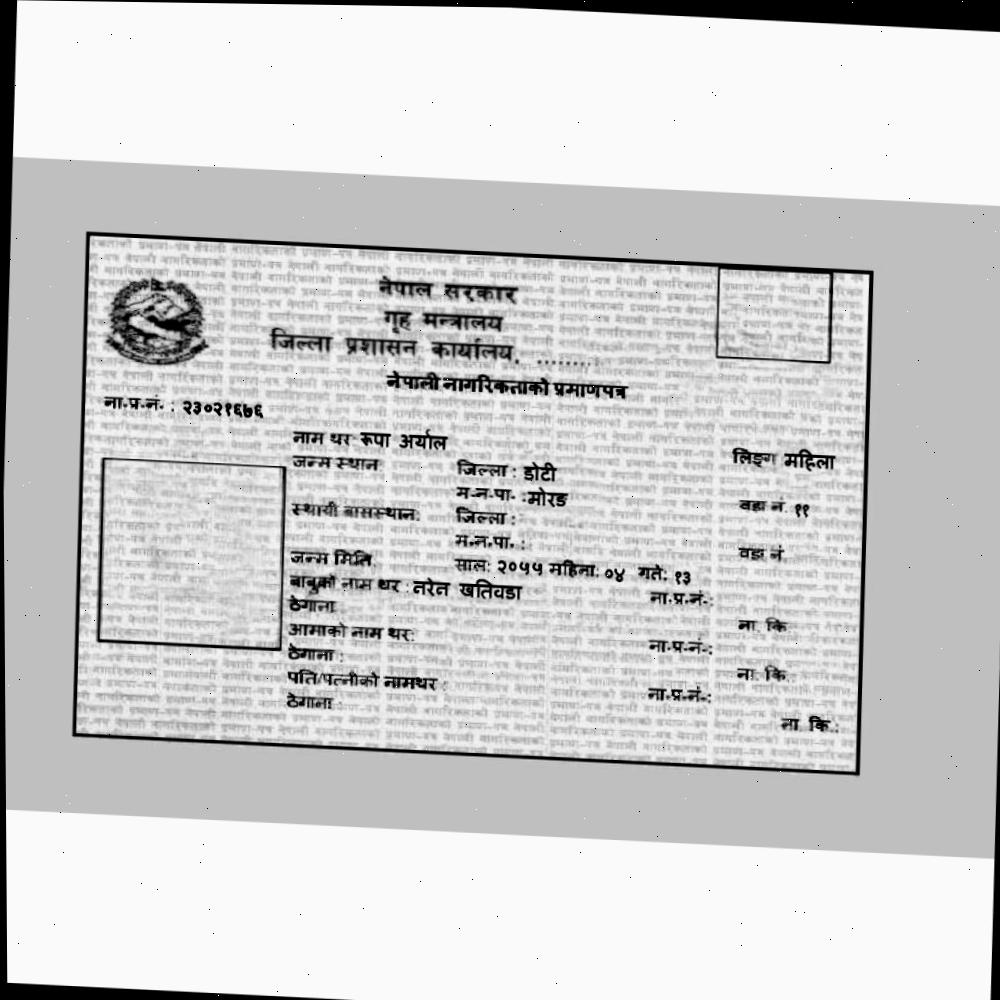 नेपाल सरकार
गृह मन्त्रालय
जिल्ला प्रशासन कार्यालय, .........
नेपाली नागरिकताको प्रमाणपत्र
ना.प्र.नं. : २३०२१६७६
नाम थर रूपा अर्याल लिङ्ग महिला
जन्म स्थान: जिल्ला : डोटी
म.न.पा. :मोरङ वडा नं. ११
स्थायी बासस्थान: जिल्ला :
म.न.पा. : वडा नं
जन्म मिति: साल: २०५५ महिना: ०४ गते: १३
बाबुको नाम थर : नरेन खतिवडा ना.प्र.नं.:
ठेगाना : ना. कि.
आमाको नाम थर: ना.प्र.नं.:
ठेगाना : ना. कि.
पति/पत्नीको नामथर : ना.प्र.नं.:
ठेगाना : ना. कि.: